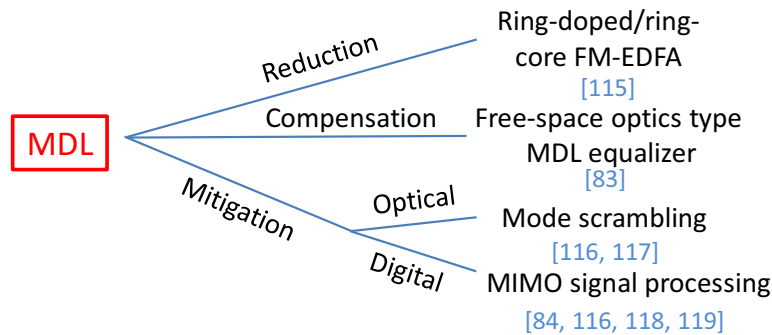 Reduction
Ring-doped/ring-
core FM-EDFA
[115]
MDL
Compensation
Free-space optics type
MDL equalizer
[83]
Mitigation
Optical
Mode scrambling
[116, 117]
Digital
MIMO signal processing
[84, 116, 118, 119]